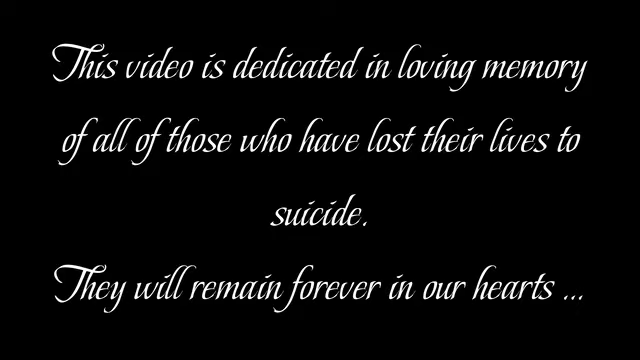 This video is dedicated in loving memory
of all of those who have lost their lives to
suicide.
They will remain forever in our hearts ...